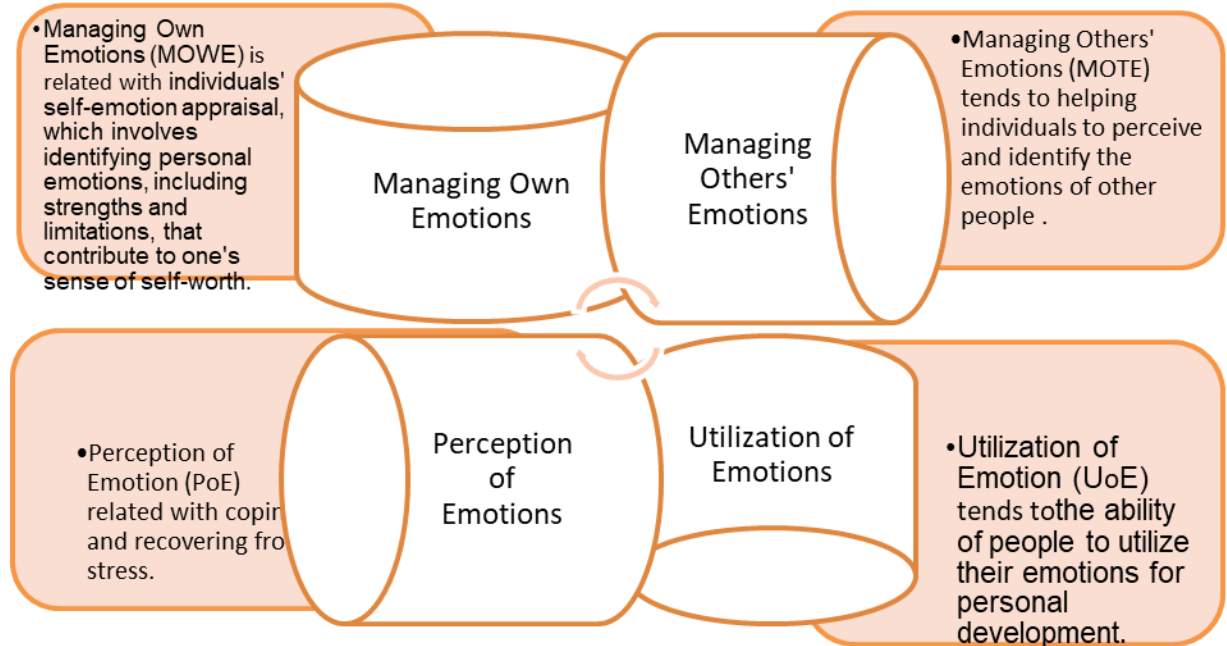 •Managing Own
Emotions (MOWE) is
related with individuals'
self-emotion appraisal,
which involves
identifying personal
emotions, including
strengths and
limitations, that
contribute to one's
sense of self-worth.
Managing Own
Emotions
Managing
Others'
Emotions
•Managing Others'
Emotions (MOTE)
tends to helping
individuals to perceive
and identify the
emotions of other
people .
•Perception of
Emotion (PoE)
related with copin
and recovering fro
stress.
Perception
of
Emotions
Utilization of
Emotions
•Utilization of
Emotion (UoE)
tends tothe ability
of people to utilize
their emotions for
personal
development.